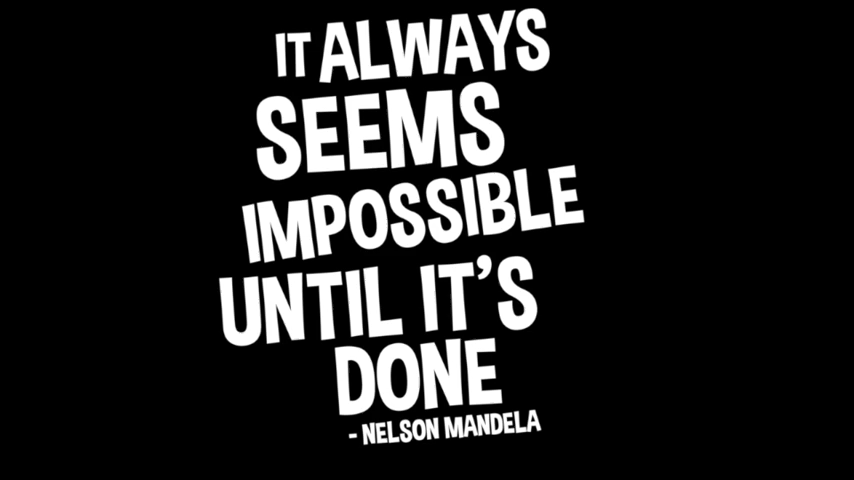 IT ALWAYS
SEEMS
IMPOSSIBLE
UNTIL IT'S
DONE
- NELSON MANDELA